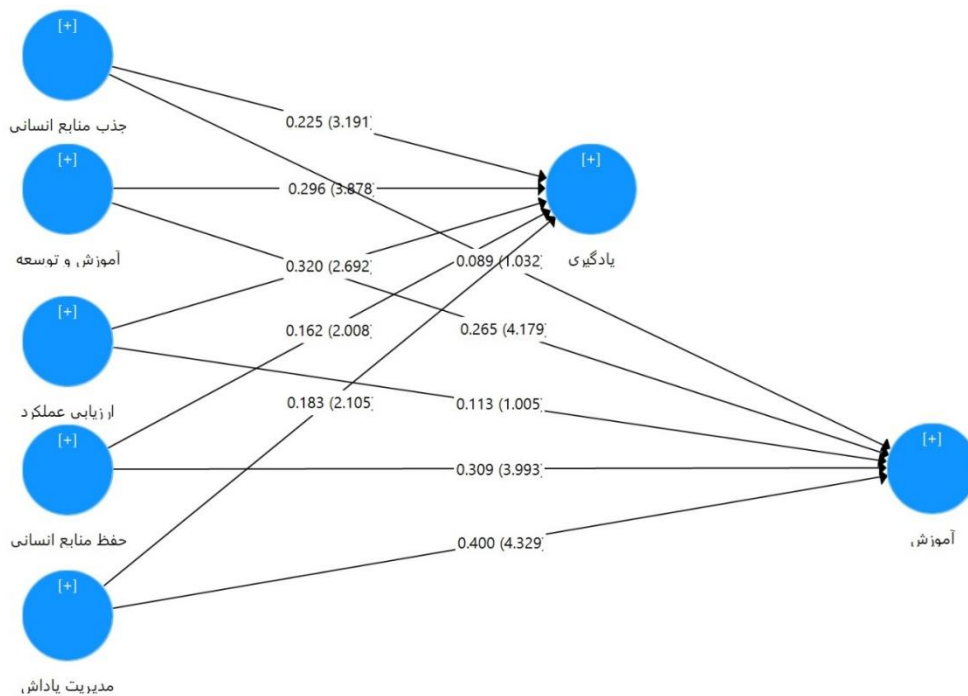 [+]
جذب منابع انسانی
[+]
آموزش و توسعه
[+]
ارزیابی عملکرد
[+]
حفظ منابع انسانی
[+]
مدیریت پاداش
0.225 (3.191)
0.296 (3.878)
0.320 (2.692)
0.162 (2.008)
0.183 (2.105)
0.089 (1.032)
0.265 (4.179)
0.113 (1.005)
0.309 (3.993)
0.400 (4.329)
[+]
یادگیری
[+]
آموزش